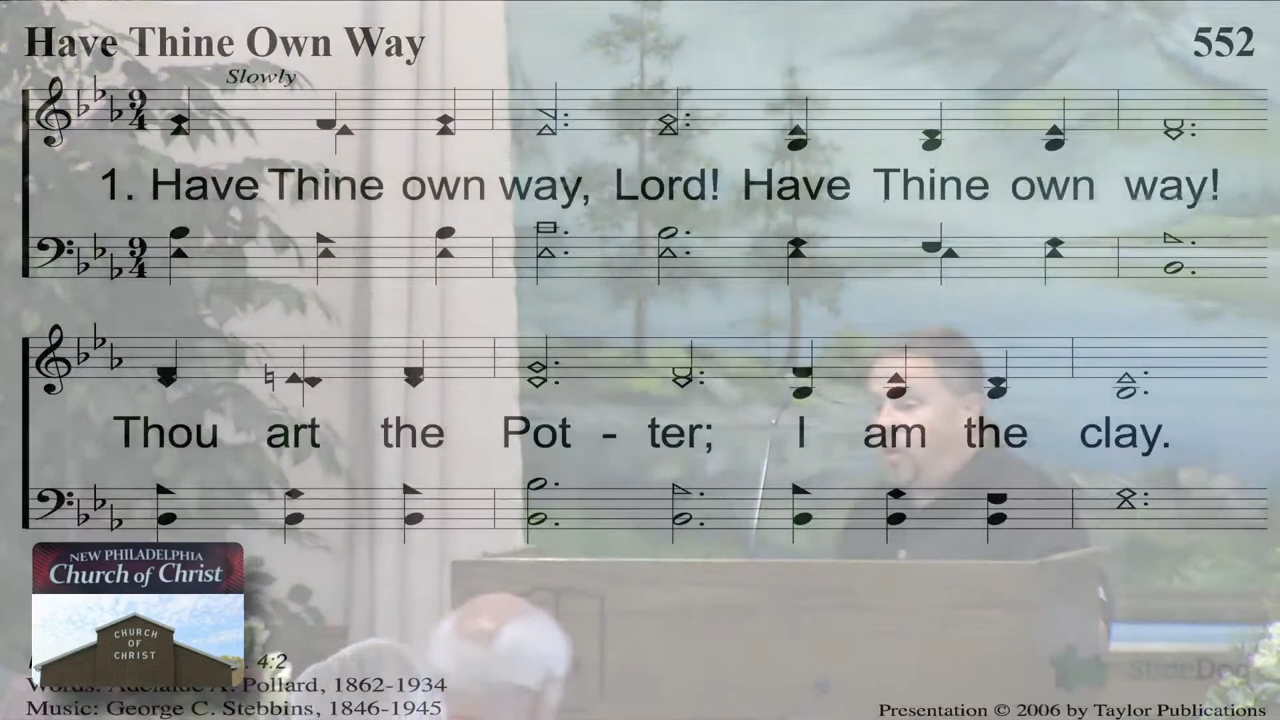 Have Thine Own Way
552
Slowly
1. Have Thine own way, Lord! Have Thine own way!
Thou art the Pot - ter; I am the clay.
NEW PHILADELPHIA
Church of Christ
CHURCH
OF
CHRIST
4:2
Words: Adelaide A. Pollard, 1862-1934
Music: George C. Stebbins, 1846-1945
SlideDog
Presentation © 2006 by Taylor Publications